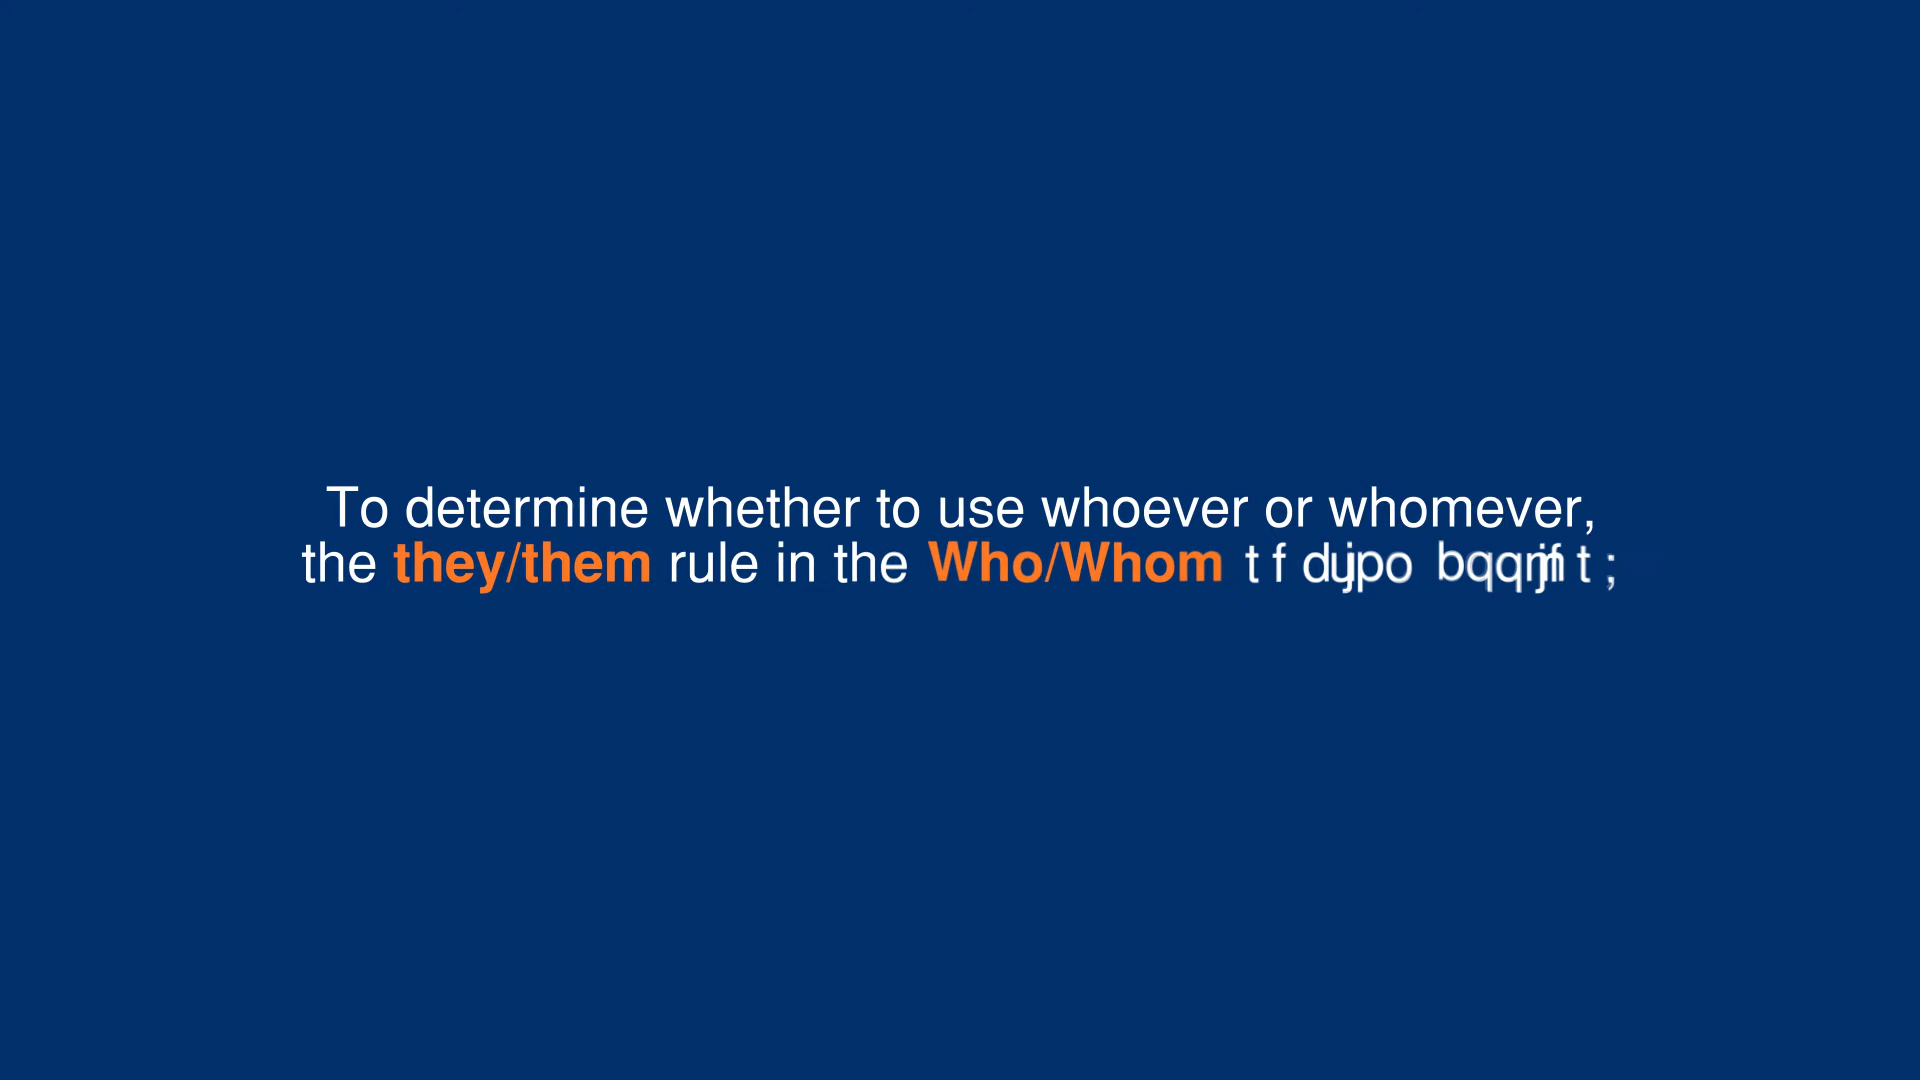 To determine whether to use whoever or whomever,
the they/them rule in the Who/Whom